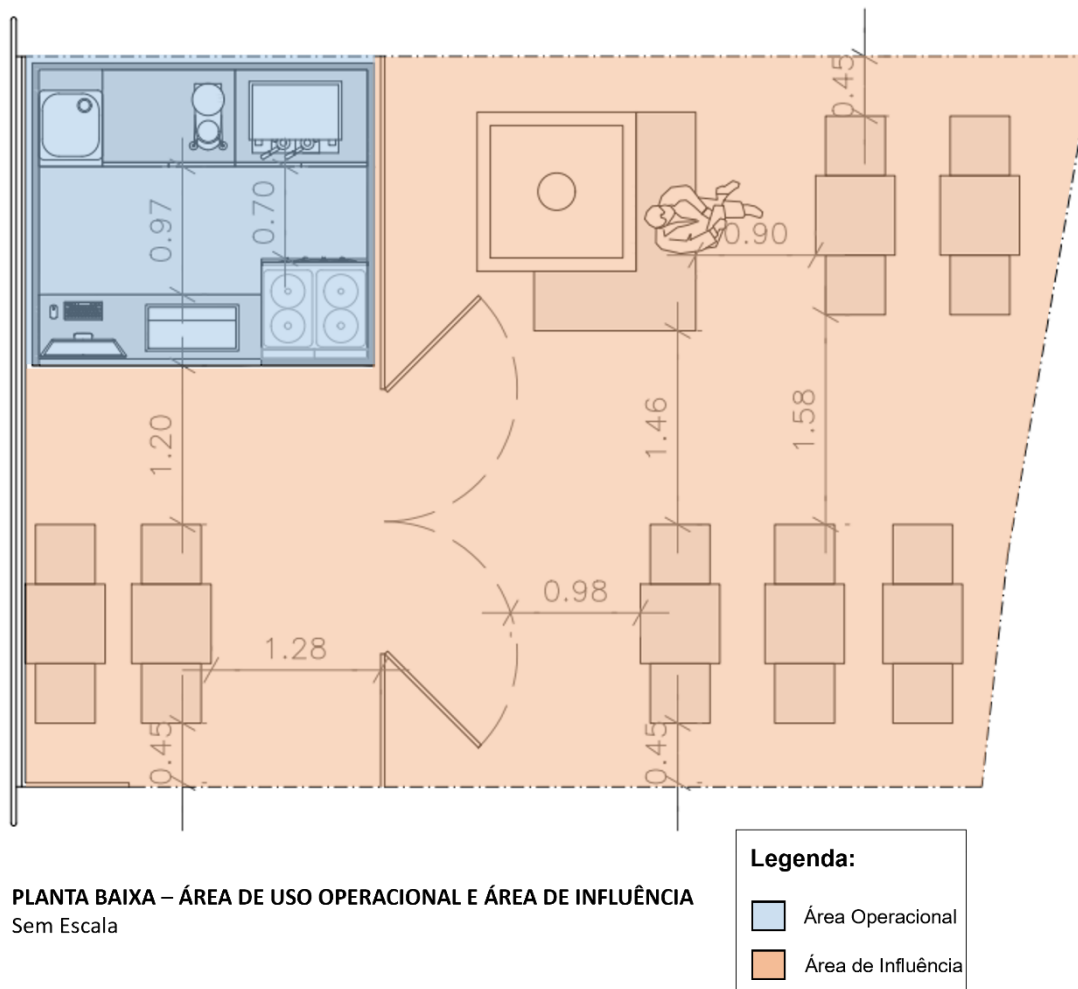 0.45
0.97
0.70
0.90
1.20
1.46
1.58
0.98
1.28
0.45
0.45
Legenda:
PLANTA BAIXA – ÁREA DE USO OPERACIONAL E ÁREA DE INFLUÊNCIA
Sem Escala
Área Operacional
Área de Influência